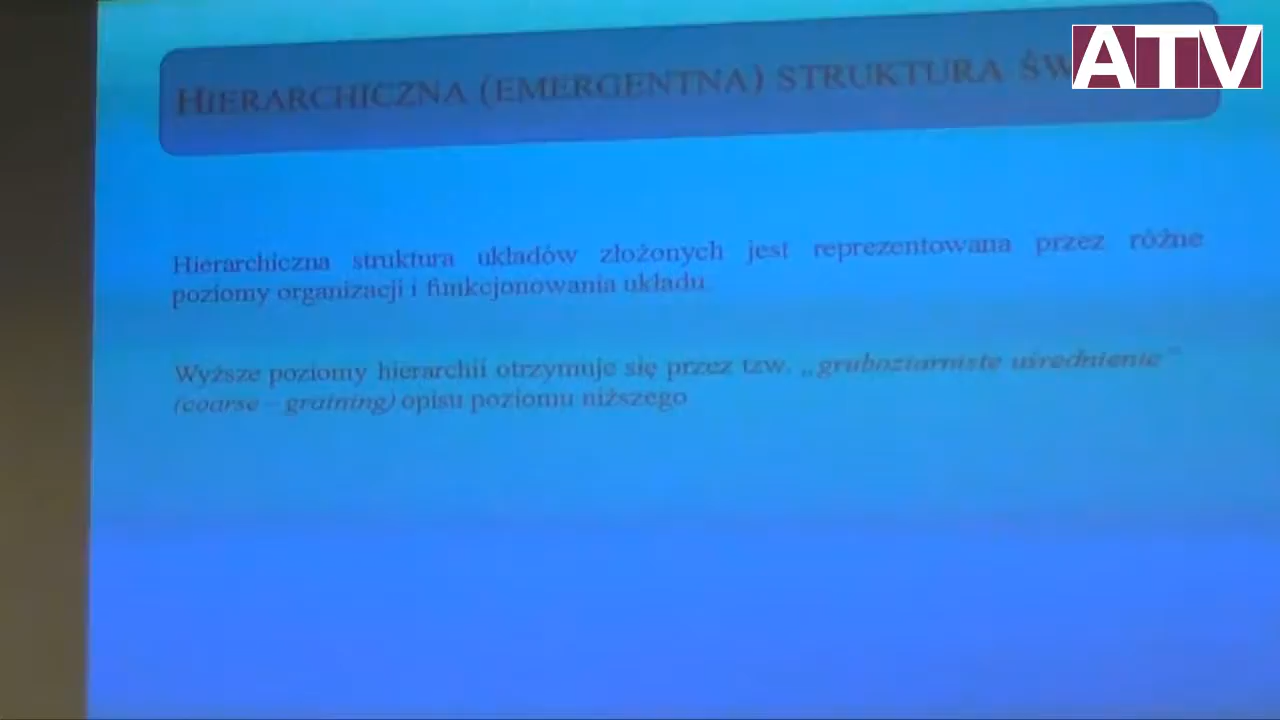 ATV
HIERARCHICZNA (EMERGENTNA) STRUKTURA ŚW
Hierarchiczna struktura układów złożonych jest reprezentowana przez różne
poziomy organizacji i funkcjonowania układu
Wyższe poziomy hierarchii otrzymuje się przez tzw. „gruboziarniste uśrednienie”
(coarse – graining) opisu poziomu niższego